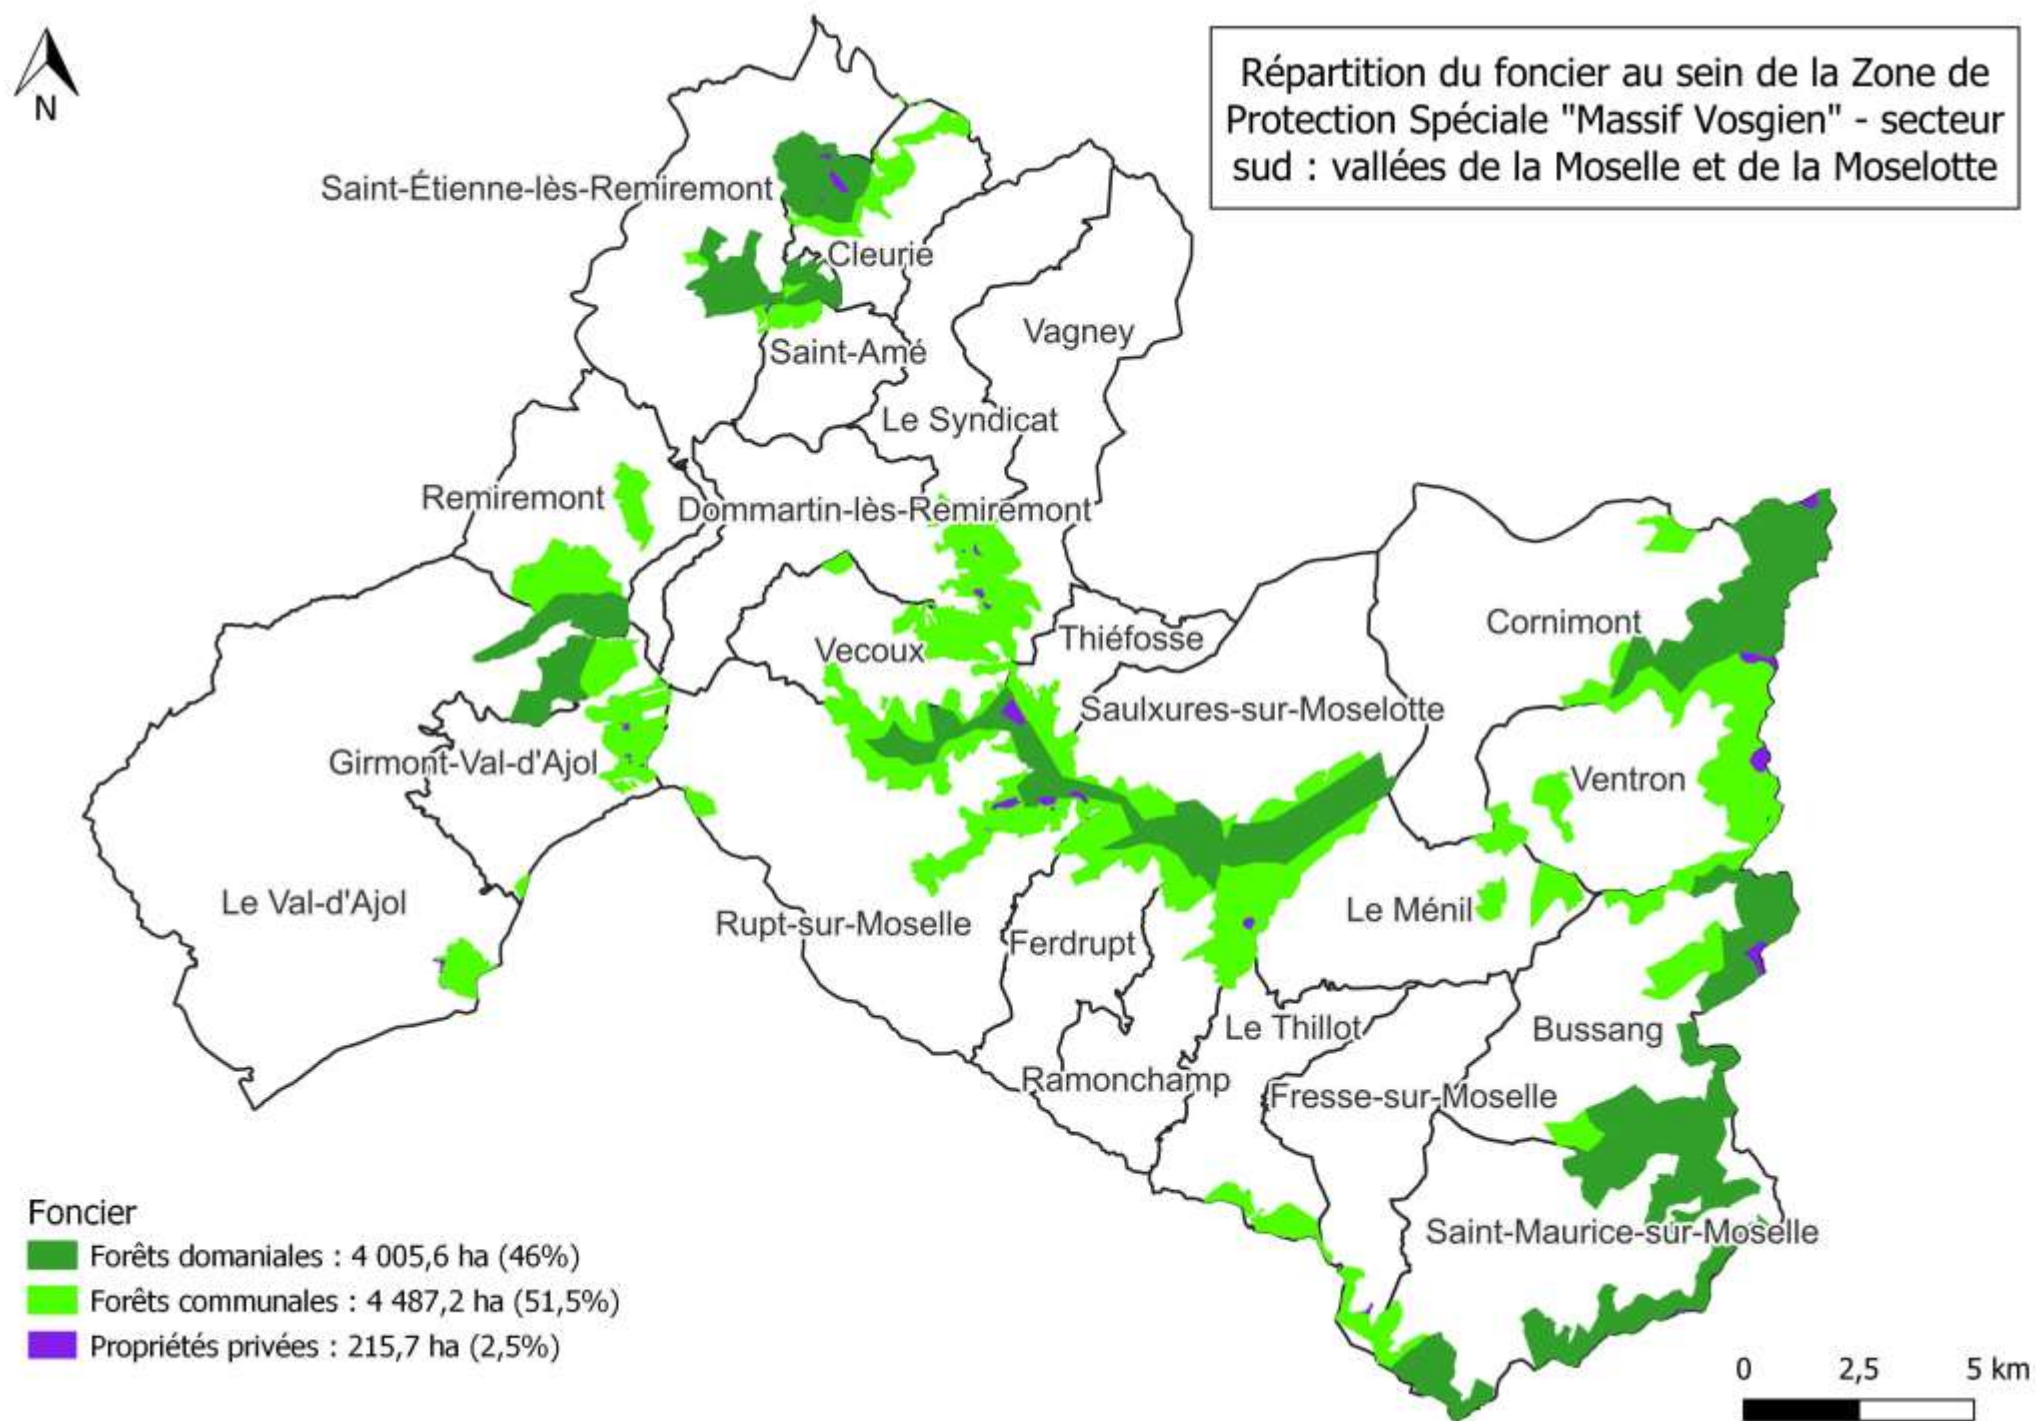 N
Répartition du foncier au sein de la Zone de
Protection Spéciale "Massif Vosgien" - secteur
sud : vallées de la Moselle et de la Moselotte
Saint-Étienne-lès-Remiremont
Cleurie
Vagney
Saint-Amé
Le Syndicat
Remiremont
Dommartin-lès-Remiremont
Cornimont
Thiéfosse
Vecoux
Saulxures-sur-Moselotte
Girmont-Val-d'Ajol
Ventron
Le Val-d'Ajol
Le Ménil
Rupt-sur-Moselle
Ferdrupt
Le Thillot
Bussang
Ramonchamp
Fresse-sur-Moselle
Saint-Maurice-sur-Moselle
Foncier
Forêts domaniales : 4 005,6 ha (46%)
Forêts communales : 4 487,2 ha (51,5%)
Propriétés privées : 215,7 ha (2,5%)
0 2,5 5 km